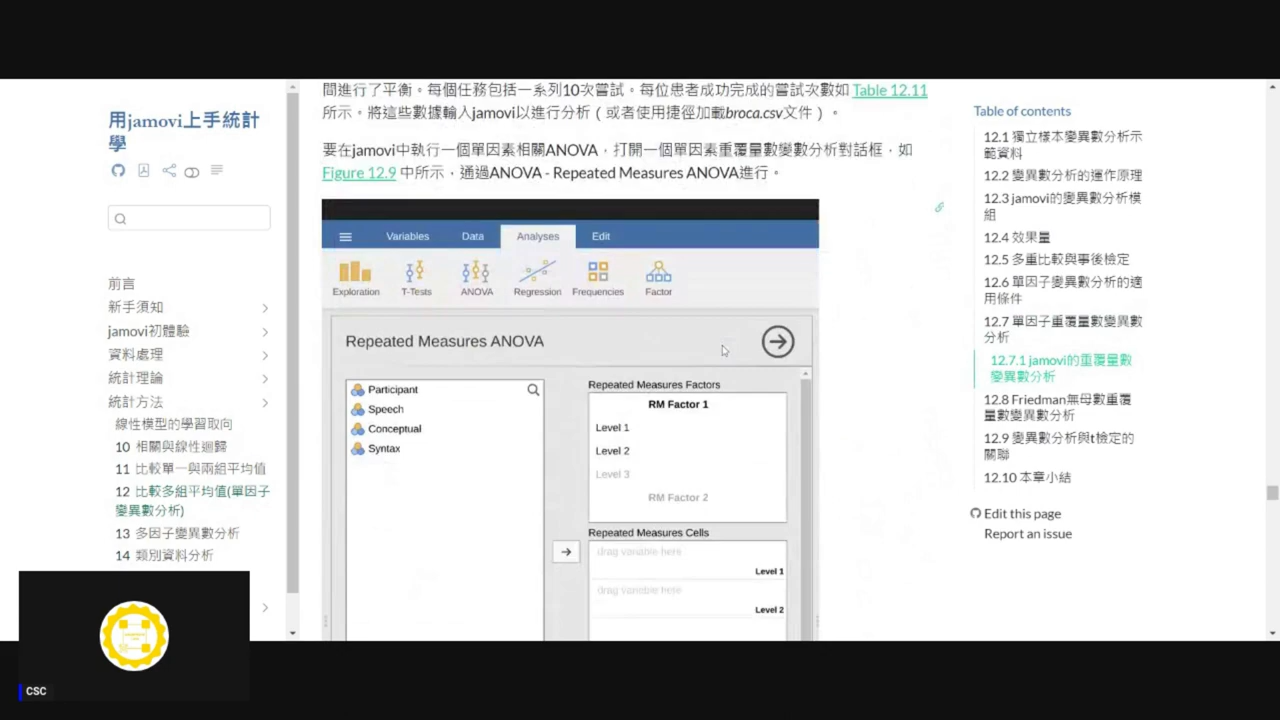 用jamovi上手統計
學
前言
新手須知
jamovi初體驗
資料處理
統計理論
統計方法
線性模型的學習取向
10 相關與線性迴歸
11 比較單一與兩組平均值
12 比較多組平均值(單因子
變異數分析)
13 多因子變異數分析
14 類別資料分析
CSC
間進行了平衡。每個任務包括一系列10次嘗試。每位患者成功完成的嘗試次數如 Table 12.11
所示。將這些數據輸入jamovi以進行分析（或者使用捷徑加載broca.csv文件）。
要在jamovi中執行一個單因素相關ANOVA，打開一個單因素重覆量數變數分析對話框，如
Figure 12.9 中所示，通過ANOVA - Repeated Measures ANOVA進行。
Variables Data Analyses Edit
Exploration T-Tests ANOVA Regression Frequencies Factor
Repeated Measures ANOVA
Participant
Speech
Conceptual
Syntax
Repeated Measures Factors
RM Factor 1
Level 1
Level 2
Level 3
RM Factor 2
Repeated Measures Cells
drag variable here
Level 1
drag variable here
Level 2
Table of contents
12.1 獨立樣本變異數分析示
範資料
12.2 變異數分析的運作原理
12.3 jamovi的變異數分析模
組
12.4 效果量
12.5 多重比較與事後檢定
12.6 單因子變異數分析的適
用條件
12.7 單因子重覆量數變異數
分析
12.7.1 jamovi的重覆量數
變異數分析
12.8 Friedman無母數重覆
量數變異數分析
12.9 變異數分析與t檢定的
關聯
12.10 本章小結
Edit this page
Report an issue